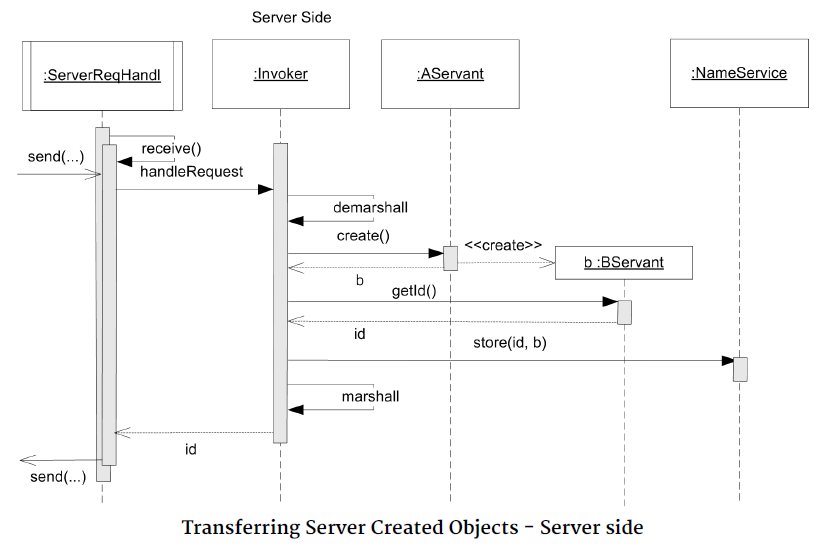 Server Side
:ServerReqHandl
:Invoker
:AServant
:NameService
receive()
send(...)
handleRequest
demarshall
create()
<<create>>
b :BServant
b
getId()
id
store(id, b)
marshall
id
send(...)
Transferring Server Created Objects - Server side